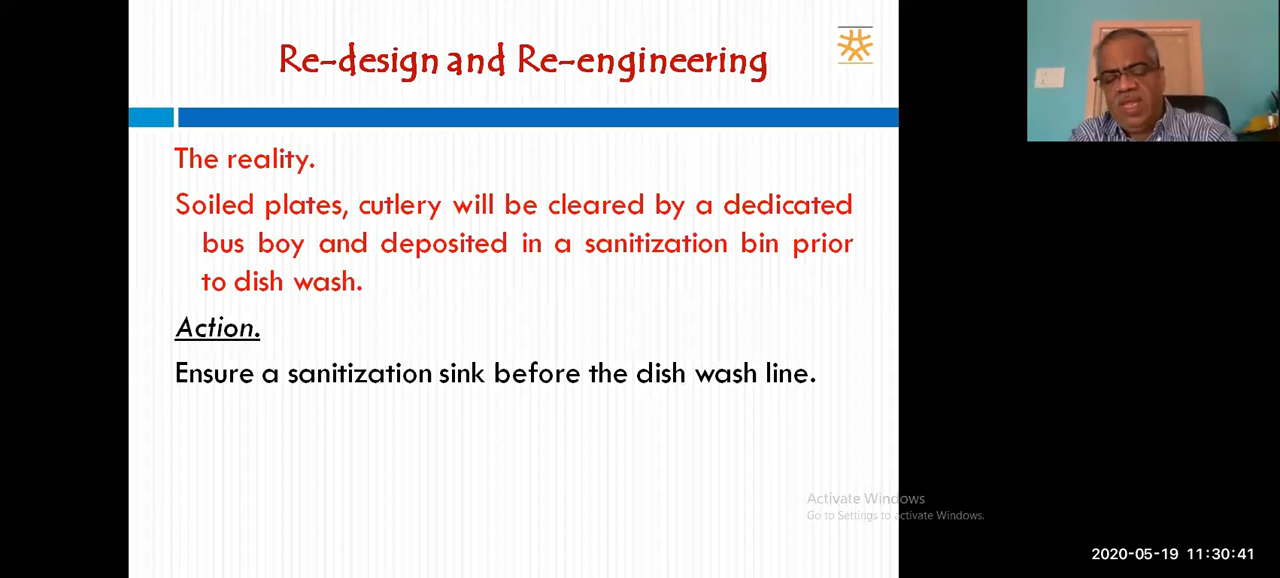 Re-design and Re-engineering
The reality.
Soiled plates, cutlery will be cleared by a dedicated
bus boy and deposited in a sanitization bin prior
to dish wash.
Action.
Ensure a sanitization sink before the dish wash line.
Activate Windows
Go to Settings to activate Windows.
2020-05-19 11:30:41